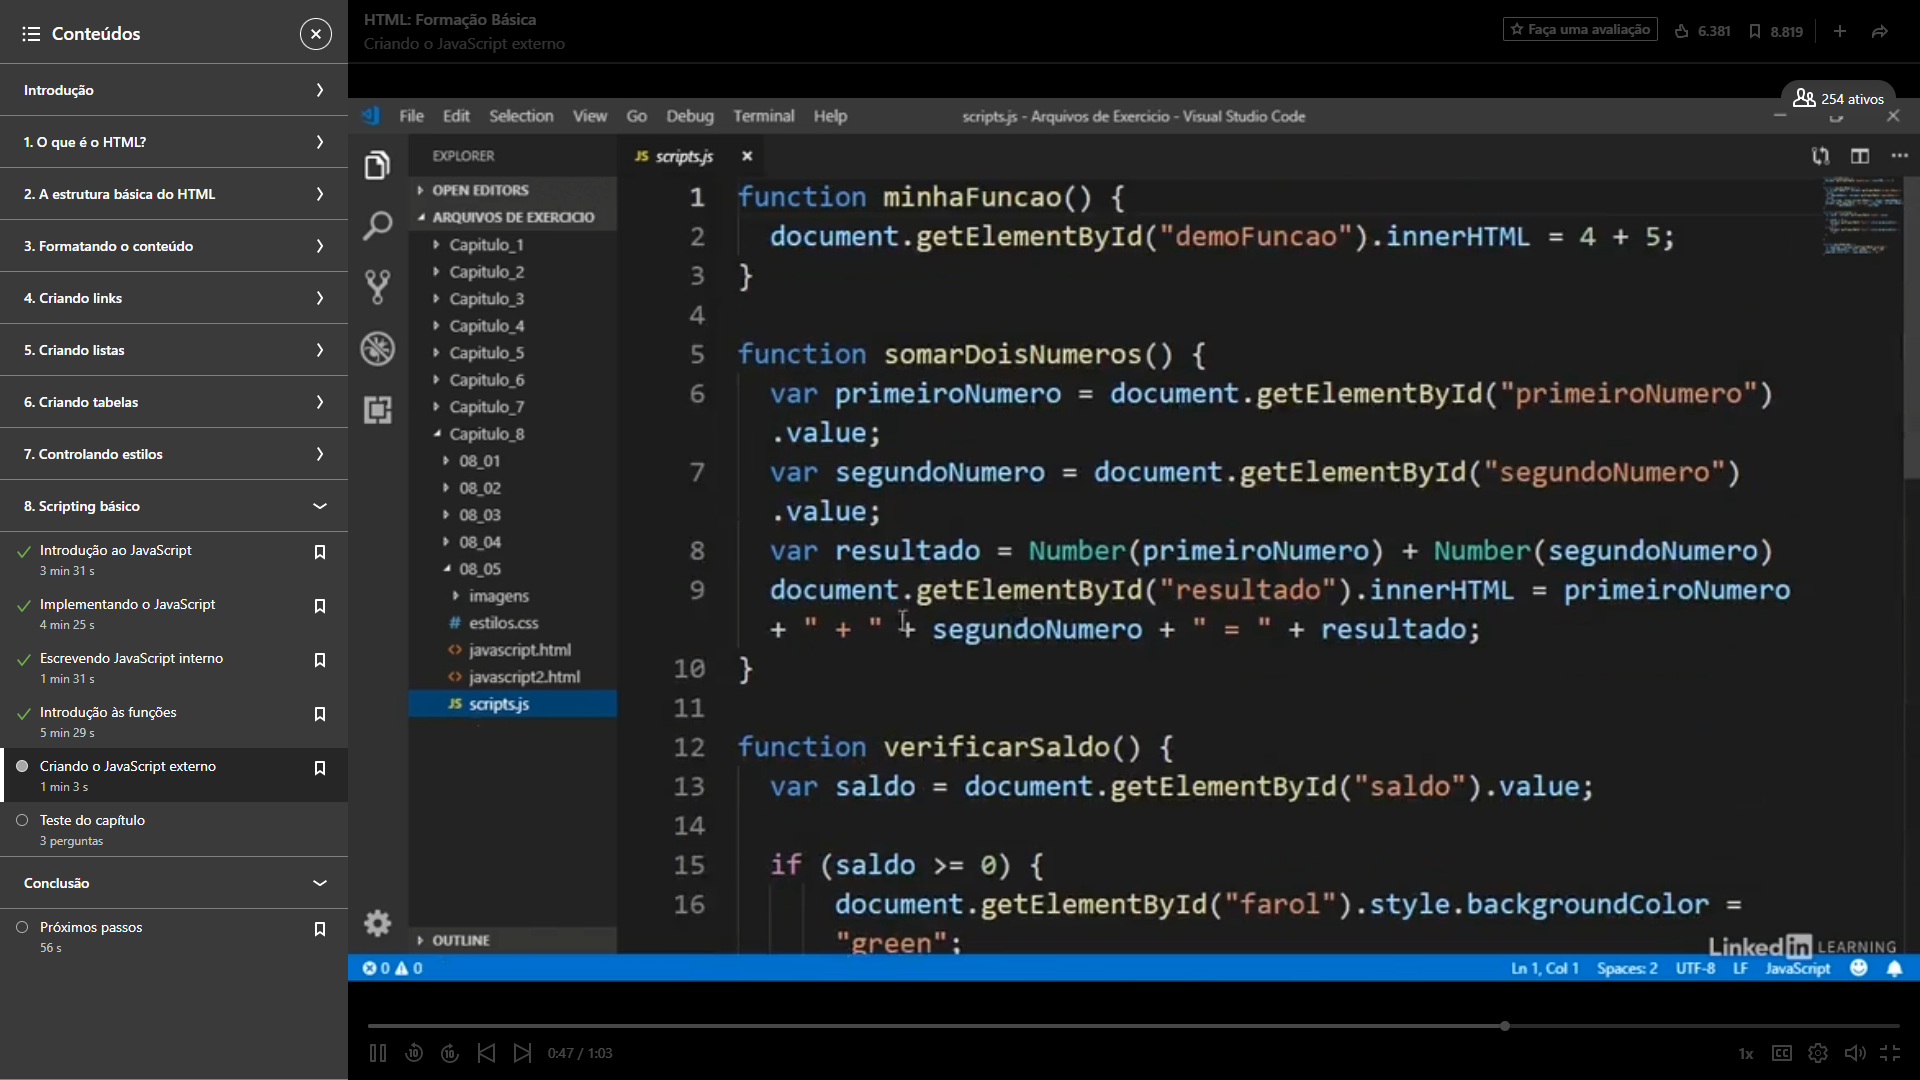 Conteúdos
Introdução
1. O que é o HTML?
2. A estrutura básica do HTML
3. Formatando o conteúdo
4. Criando links
5. Criando listas
6. Criando tabelas
7. Controlando estilos
8. Scripting básico
Introdução ao JavaScript
3 min 31 s
Implementando o JavaScript
4 min 25 s
Escrevendo JavaScript interno
1 min 31 s
Introdução às funções
5 min 29 s
Criando o JavaScript externo
1 min 3 s
Teste do capítulo
3 perguntas
Conclusão
Próximos passos
56 s
HTML: Formação Básica
Criando o JavaScript externo
Faça uma avaliação
6.381
8.819
254 ativos
File Edit Selection View Go Debug Terminal Help
scripts.js - Arquivos de Exercicio - Visual Studio Code
EXPLORER
OPEN EDITORS
ARQUIVOS DE EXERCICIO
Capitulo_1
Capitulo_2
Capitulo_3
Capitulo_4
Capitulo_5
Capitulo_6
Capitulo_7
Capitulo_8
08_01
08_02
08_03
08_04
08_05
imagens
# estilos.css
<> javascript.html
<> javascript2.html
JS scripts.js
OUTLINE
JS scripts.js
1 function minhaFuncao() {
2 document.getElementById("demoFuncao").innerHTML = 4 + 5;
3 }
4
5 function somarDoisNumeros() {
6 var primeiroNumero = document.getElementById("primeiroNumero")
.value;
7 var segundoNumero = document.getElementById("segundoNumero")
.value;
8 var resultado = Number(primeiroNumero) + Number(segundoNumero)
9 document.getElementById("resultado").innerHTML = primeiroNumero
+ " + " + segundoNumero + " = " + resultado;
10 }
11
12 function verificarSaldo() {
13 var saldo = document.getElementById("saldo").value;
14
15 if (saldo >= 0) {
16 document.getElementById("farol").style.backgroundColor =
"green";
Linked in LEARNING
0 0
Ln 1, Col 1 Spaces: 2 UTF-8 LF JavaScript
10
10
0:47 / 1:03
1x
CC